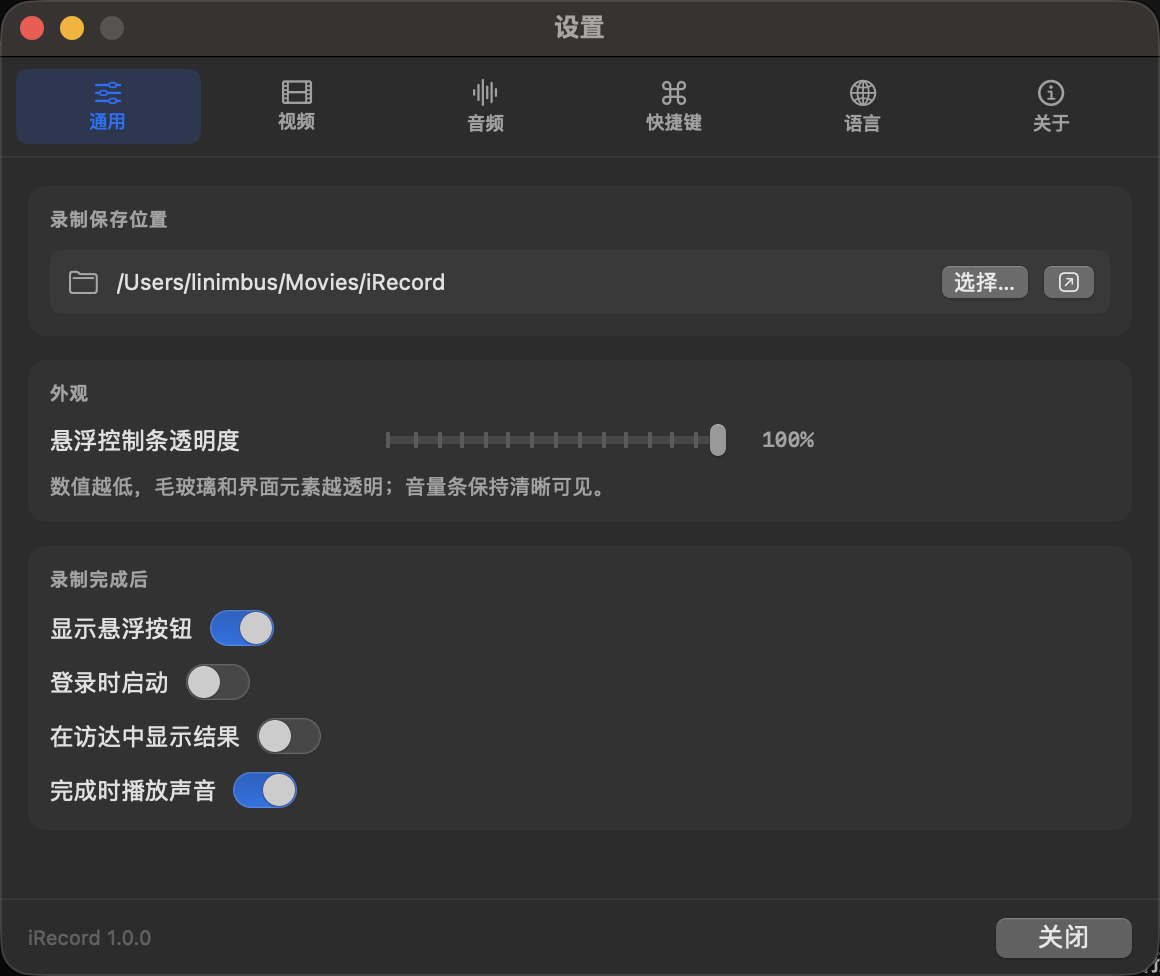 设置
通用
视频
音频
快捷键
语言
关于
录制保存位置
/Users/linimbus/Movies/iRecord
选择...
外观
悬浮控制条透明度
100%
数值越低，毛玻璃和界面元素越透明；音量条保持清晰可见。
录制完成后
显示悬浮按钮
登录时启动
在访达中显示结果
完成时播放声音
iRecord 1.0.0
关闭